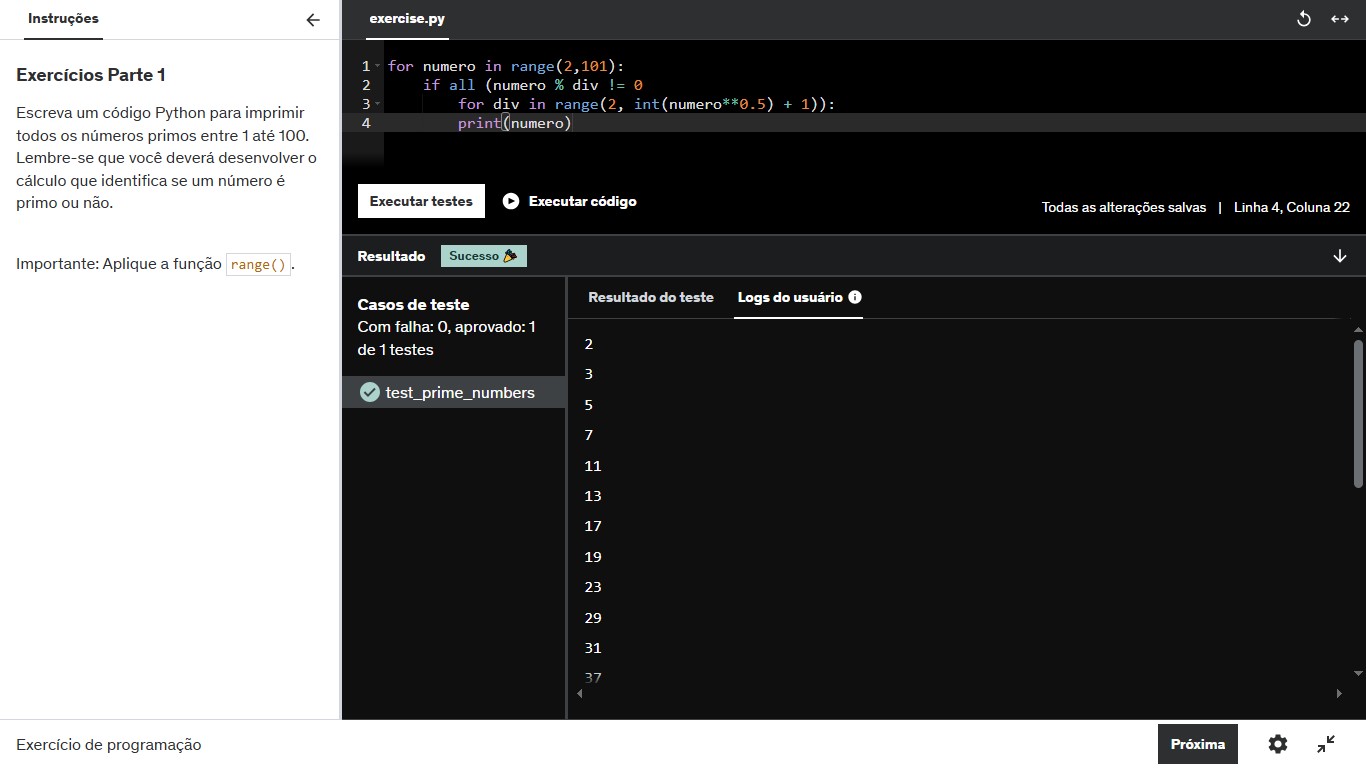 Instruções
Exercícios Parte 1
Escreva um código Python para imprimir
todos os números primos entre 1 até 100.
Lembre-se que você deverá desenvolver o
cálculo que identifica se um número é
primo ou não.
Importante: Aplique a função range().
exercise.py
1 for numero in range(2,101):
2     if all (numero % div != 0
3         for div in range(2, int(numero**0.5) + 1)):
4         print(numero)
Executar testes
Executar código
Todas as alterações salvas | Linha 4, Coluna 22
Resultado
Sucesso
Casos de teste
Com falha: 0, aprovado: 1
de 1 testes
test_prime_numbers
Resultado do teste
Logs do usuário
2
3
5
7
11
13
17
19
23
29
31
37
Exercício de programação
Próxima